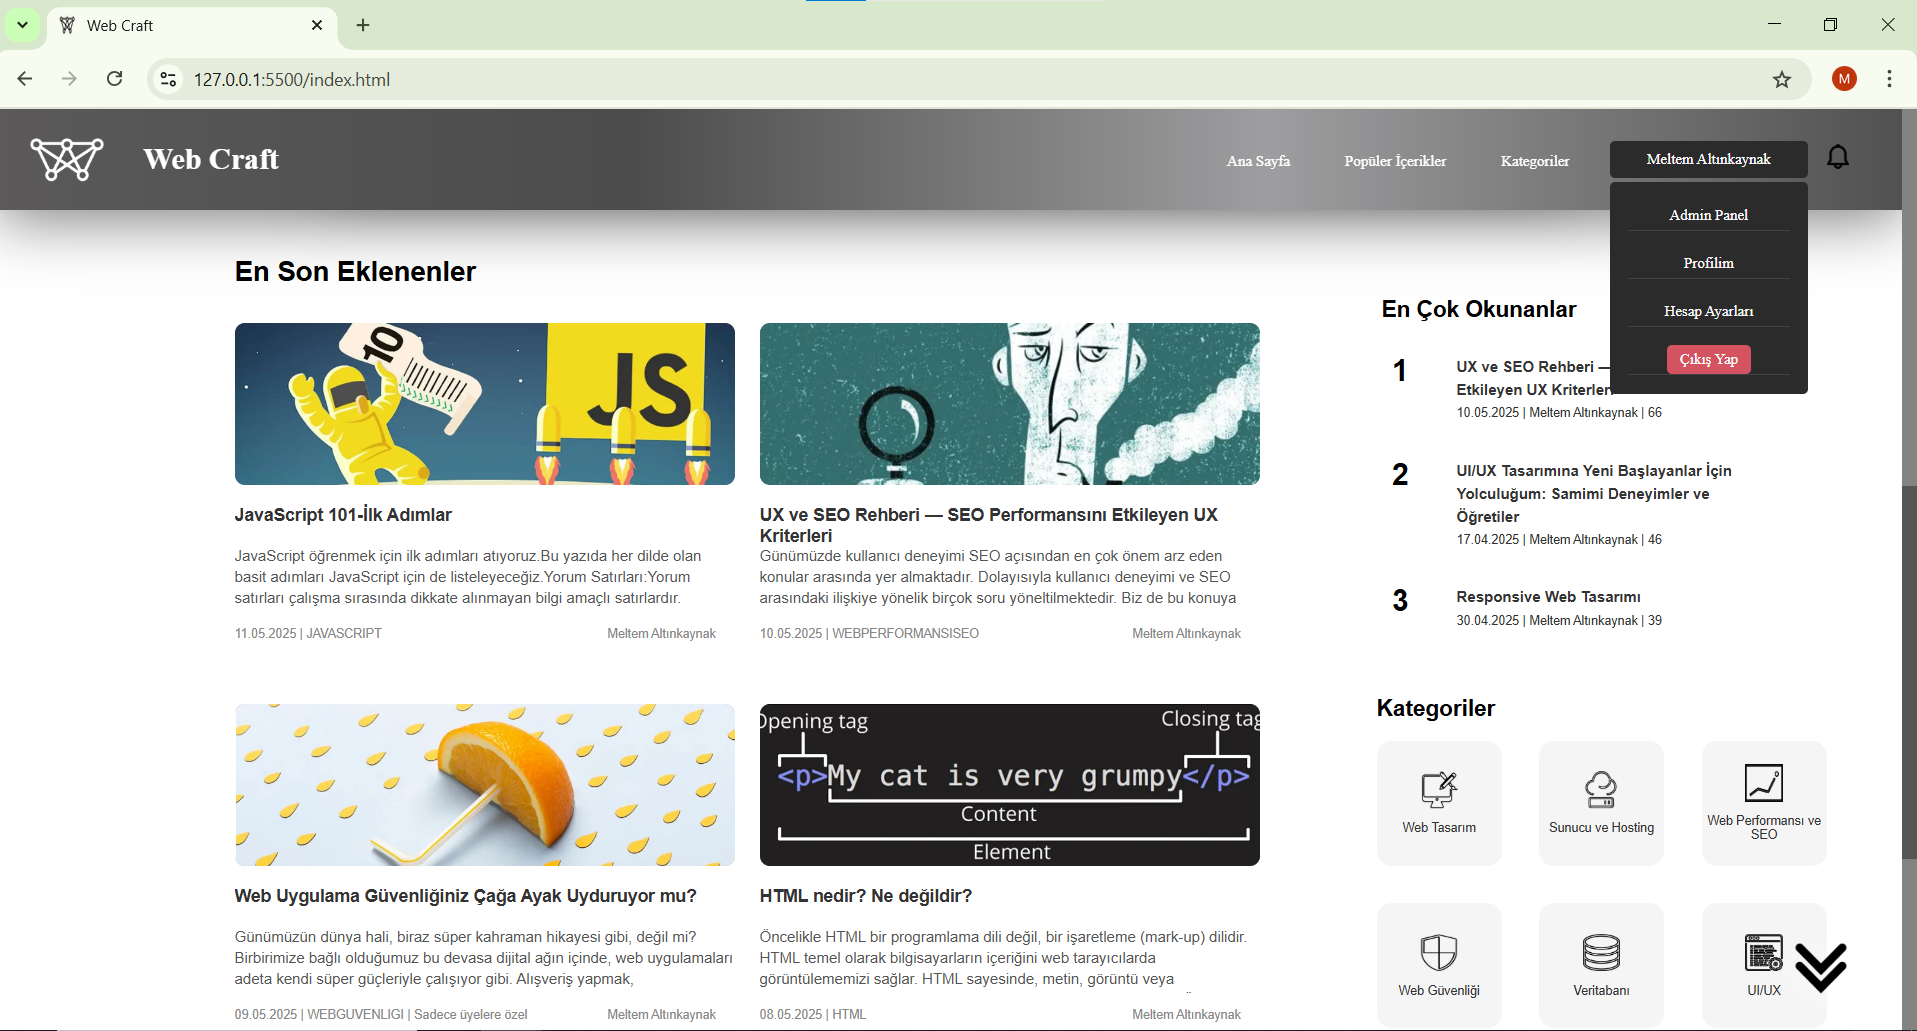 Web Craft
127.0.0.1:5500/index.html
M
Web Craft
Ana Sayfa
Popüler İçerikler
Kategoriler
Meltem Altınkaynak
Admin Panel
Profilim
Hesap Ayarları
Çıkış Yap
En Son Eklenenler
10
JS
JavaScript 101-İlk Adımlar
JavaScript öğrenmek için ilk adımları atıyoruz.Bu yazıda her dilde olan
basit adımları JavaScript için de listeleyeceğiz.Yorum Satırları:Yorum
satırları çalışma sırasında dikkate alınmayan bilgi amaçlı satırlardır.
11.05.2025 | JAVASCRIPT
Meltem Altınkaynak
UX ve SEO Rehberi — SEO Performansını Etkileyen UX
Kriterleri
Günümüzde kullanıcı deneyimi SEO açısından en çok önem arz eden
konular arasında yer almaktadır. Dolayısıyla kullanıcı deneyimi ve SEO
arasındaki ilişkiye yönelik birçok soru yöneltilmektedir. Biz de bu konuya
10.05.2025 | WEBPERFORMANSISEO
Meltem Altınkaynak
Web Uygulama Güvenliğiniz Çağa Ayak Uyduruyor mu?
Günümüzün dünya hali, biraz süper kahraman hikayesi gibi, değil mi?
Birbirimize bağlı olduğumuz bu devasa dijital ağın içinde, web uygulamaları
adeta kendi süper güçleriyle çalışıyor gibi. Alışveriş yapmak,
09.05.2025 | WEBGUVENLIGI | Sadece üyelere özel
Meltem Altınkaynak
Opening tag
Closing tag
<p>My cat is very grumpy</p>
Content
Element
HTML nedir? Ne değildir?
Öncelikle HTML bir programlama dili değil, bir işaretleme (mark-up) dilidir.
HTML temel olarak bilgisayarların içeriğini web tarayıcılarda
görüntülememizi sağlar. HTML sayesinde, metin, görüntü veya
08.05.2025 | HTML
Meltem Altınkaynak
En Çok Okunanlar
1
UX ve SEO Rehberi —
Etkileyen UX Kriterleri
10.05.2025 | Meltem Altınkaynak | 66
2
UI/UX Tasarımına Yeni Başlayanlar İçin
Yolculuğum: Samimi Deneyimler ve
Öğretiler
17.04.2025 | Meltem Altınkaynak | 46
3
Responsive Web Tasarımı
30.04.2025 | Meltem Altınkaynak | 39
Kategoriler
Web Tasarım
Sunucu ve Hosting
Web Performansı ve
SEO
Web Güvenliği
Veritabanı
UI/UX